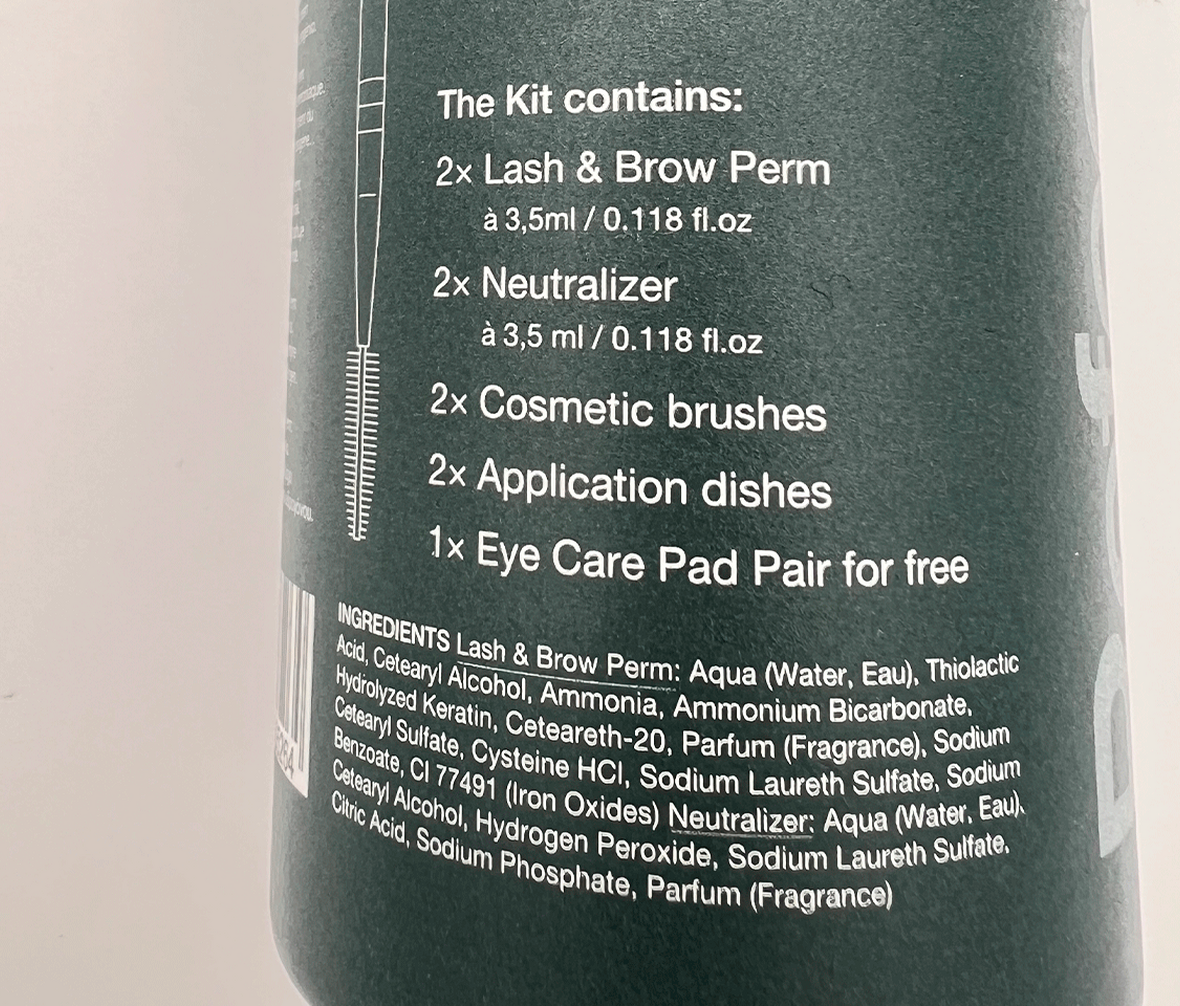 The Kit contains:
2x Lash & Brow Perm
à 3,5ml / 0.118 fl.oz
2x Neutralizer
à 3,5 ml / 0.118 fl.oz
2x Cosmetic brushes
2x Application dishes
1x Eye Care Pad Pair for free
INGREDIENTS Lash & Brow Perm: Aqua (Water, Eau), Thiolactic
Acid, Cetearyl Alcohol, Ammonia, Ammonium Bicarbonate,
Hydrolyzed Keratin, Ceteareth-20, Parfum (Fragrance), Sodium
Cetearyl Sulfate, Cysteine HCl, Sodium Laureth Sulfate, Sodium
Benzoate, CI 77491 (Iron Oxides) Neutralizer: Aqua (Water, Eau),
Cetearyl Alcohol, Hydrogen Peroxide, Sodium Laureth Sulfate,
Citric Acid, Sodium Phosphate, Parfum (Fragrance)